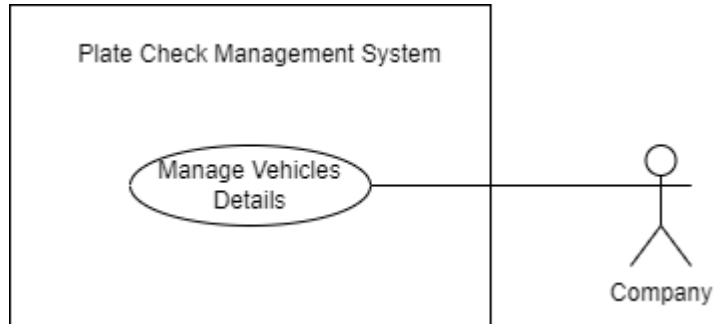 Plate Check Management System
Manage Vehicles
Details
Company